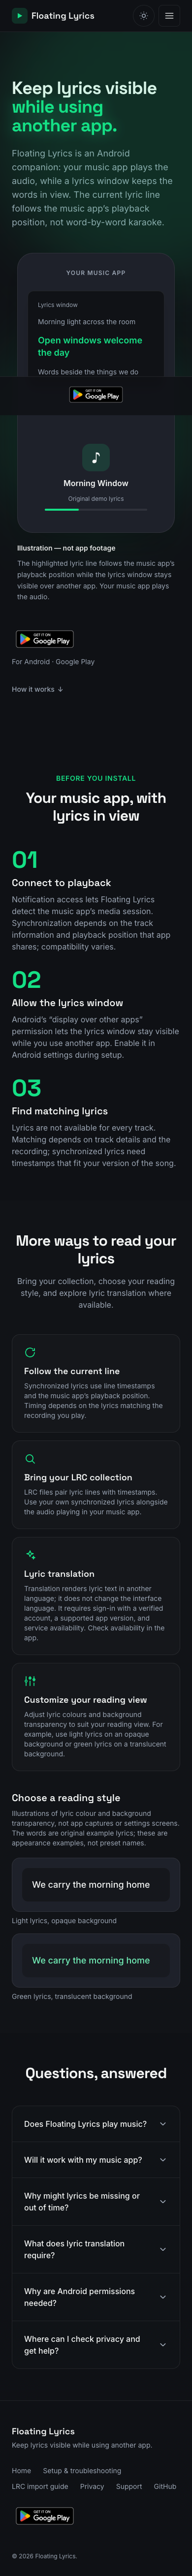 Floating Lyrics
Keep lyrics visible
while using
another app.
Floating Lyrics is an Android
companion: your music app plays the
audio, while a lyrics window keeps the
words in view. The current lyric line
follows the music app’s playback
position, not word-by-word karaoke.
YOUR MUSIC APP
Lyrics window
Morning light across the room
Open windows welcome
the day
Words beside the things we do
GET IT ON
Google Play
Morning Window
Original demo lyrics
Illustration — not app footage
The highlighted lyric line follows the music app’s
playback position while the lyrics window stays
visible over another app. Your music app plays
the audio.
GET IT ON
Google Play
For Android · Google Play
How it works ↓
BEFORE YOU INSTALL
Your music app, with
lyrics in view
01
Connect to playback
Notification access lets Floating Lyrics
detect the music app’s media session.
Synchronization depends on the track
information and playback position that app
shares; compatibility varies.
02
Allow the lyrics window
Android’s “display over other apps”
permission lets the lyrics window stay visible
while you use another app. Enable it in
Android settings during setup.
03
Find matching lyrics
Lyrics are not available for every track.
Matching depends on track details and the
recording; synchronized lyrics need
timestamps that fit your version of the song.
More ways to read your
lyrics
Bring your collection, choose your reading
style, and explore lyric translation where
available.
Follow the current line
Synchronized lyrics use line timestamps
and the music app’s playback position.
Timing depends on the lyrics matching the
recording you play.
Bring your LRC collection
LRC files pair lyric lines with timestamps.
Use your own synchronized lyrics alongside
the audio playing in your music app.
Lyric translation
Translation renders lyric text in another
language; it does not change the interface
language. It requires sign-in with a verified
account, a supported app version, and
service availability. Check availability in the
app.
Customize your reading view
Adjust lyric colours and background
transparency to suit your reading view. For
example, use light lyrics on an opaque
background or green lyrics on a translucent
background.
Choose a reading style
Illustrations of lyric colour and background
transparency, not app captures or settings screens.
The words are original example lyrics; these are
appearance examples, not preset names.
We carry the morning home
Light lyrics, opaque background
We carry the morning home
Green lyrics, translucent background
Questions, answered
Does Floating Lyrics play music?
Will it work with my music app?
Why might lyrics be missing or
out of time?
What does lyric translation
require?
Why are Android permissions
needed?
Where can I check privacy and
get help?
Floating Lyrics
Keep lyrics visible while using another app.
Home Setup & troubleshooting
LRC import guide Privacy Support GitHub
GET IT ON
Google Play
© 2026 Floating Lyrics.